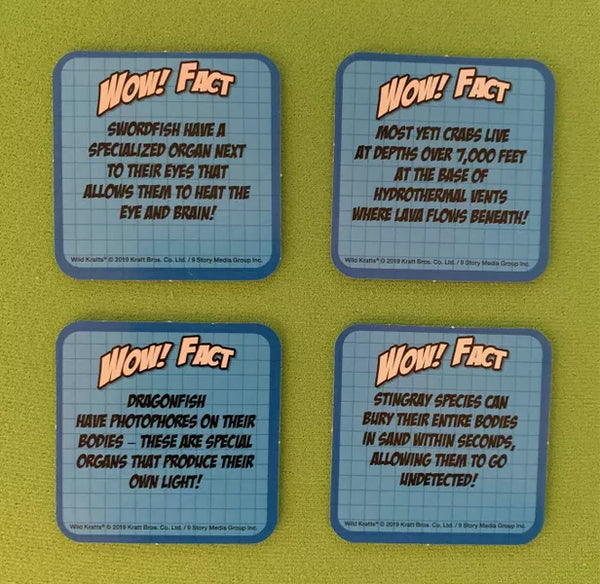 WOW! FACT
SWORDFISH HAVE A
SPECIALIZED ORGAN NEXT
TO THEIR EYES THAT
ALLOWS THEM TO HEAT THE
EYE AND BRAIN!
Wild Kratts® © 2019 Kratt Bros. Co. Ltd. / 9 Story Media Group Inc.
WOW! FACT
MOST YETI CRABS LIVE
AT DEPTHS OVER 7,000 FEET
AT THE BASE OF
HYDROTHERMAL VENTS
WHERE LAVA FLOWS BENEATH!
Wild Kratts® © 2019 Kratt Bros. Co. Ltd. / 9 Story Media Group Inc.
WOW! FACT
DRAGONFISH
HAVE PHOTOPHORES ON THEIR
BODIES – THESE ARE SPECIAL
ORGANS THAT PRODUCE THEIR
OWN LIGHT!
Wild Kratts® © 2019 Kratt Bros. Co. Ltd. / 9 Story Media Group Inc.
WOW! FACT
STINGRAY SPECIES CAN
BURY THEIR ENTIRE BODIES
IN SAND WITHIN SECONDS,
ALLOWING THEM TO GO
UNDETECTED!
Wild Kratts® © 2019 Kratt Bros. Co. Ltd. / 9 Story Media Group Inc.